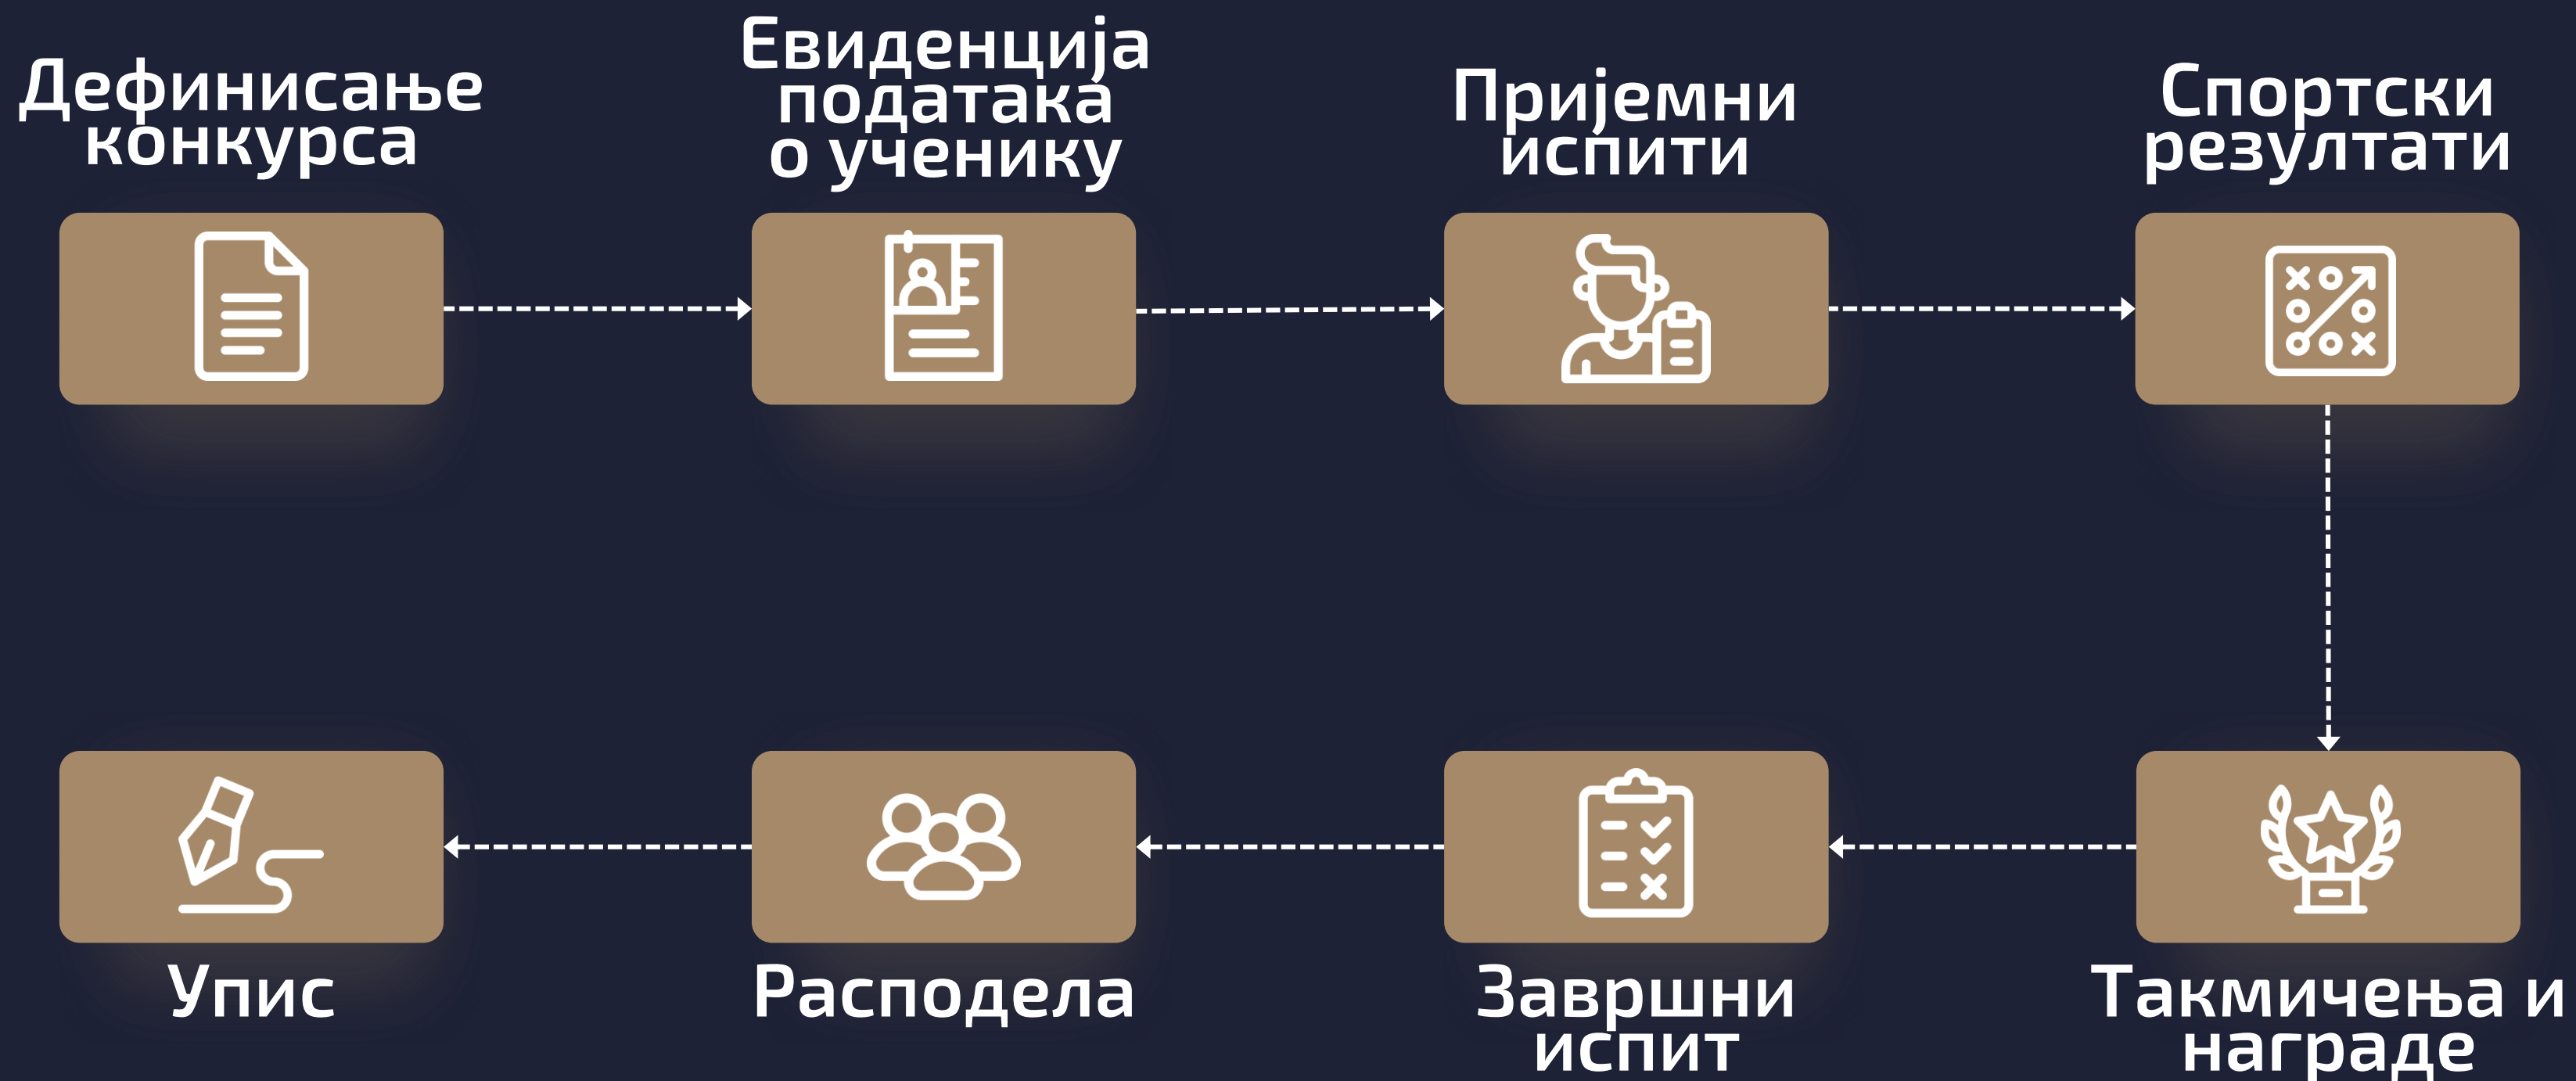 Дефинисање
конкурса
Евиденција
података
о ученику
Пријемни
испити
Спортски
резултати
Упис
Расподела
Завршни
испит
Такмичења и
награде